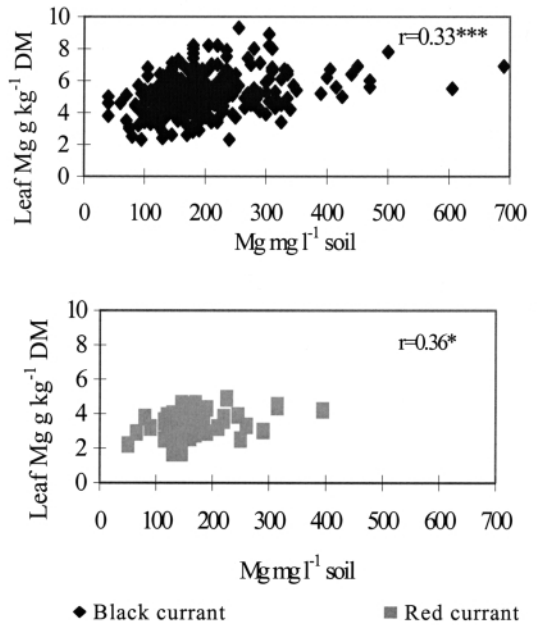 10
8
6
4
2
0
Leaf Mg g kg⁻¹ DM
r=0.33***
0 100 200 300 400 500 600 700
Mg mg l⁻¹ soil
10
8
6
4
2
0
Leaf Mg g kg⁻¹ DM
r=0.36*
0 100 200 300 400 500 600 700
Mg mg l⁻¹ soil
◆ Black currant ■ Red currant